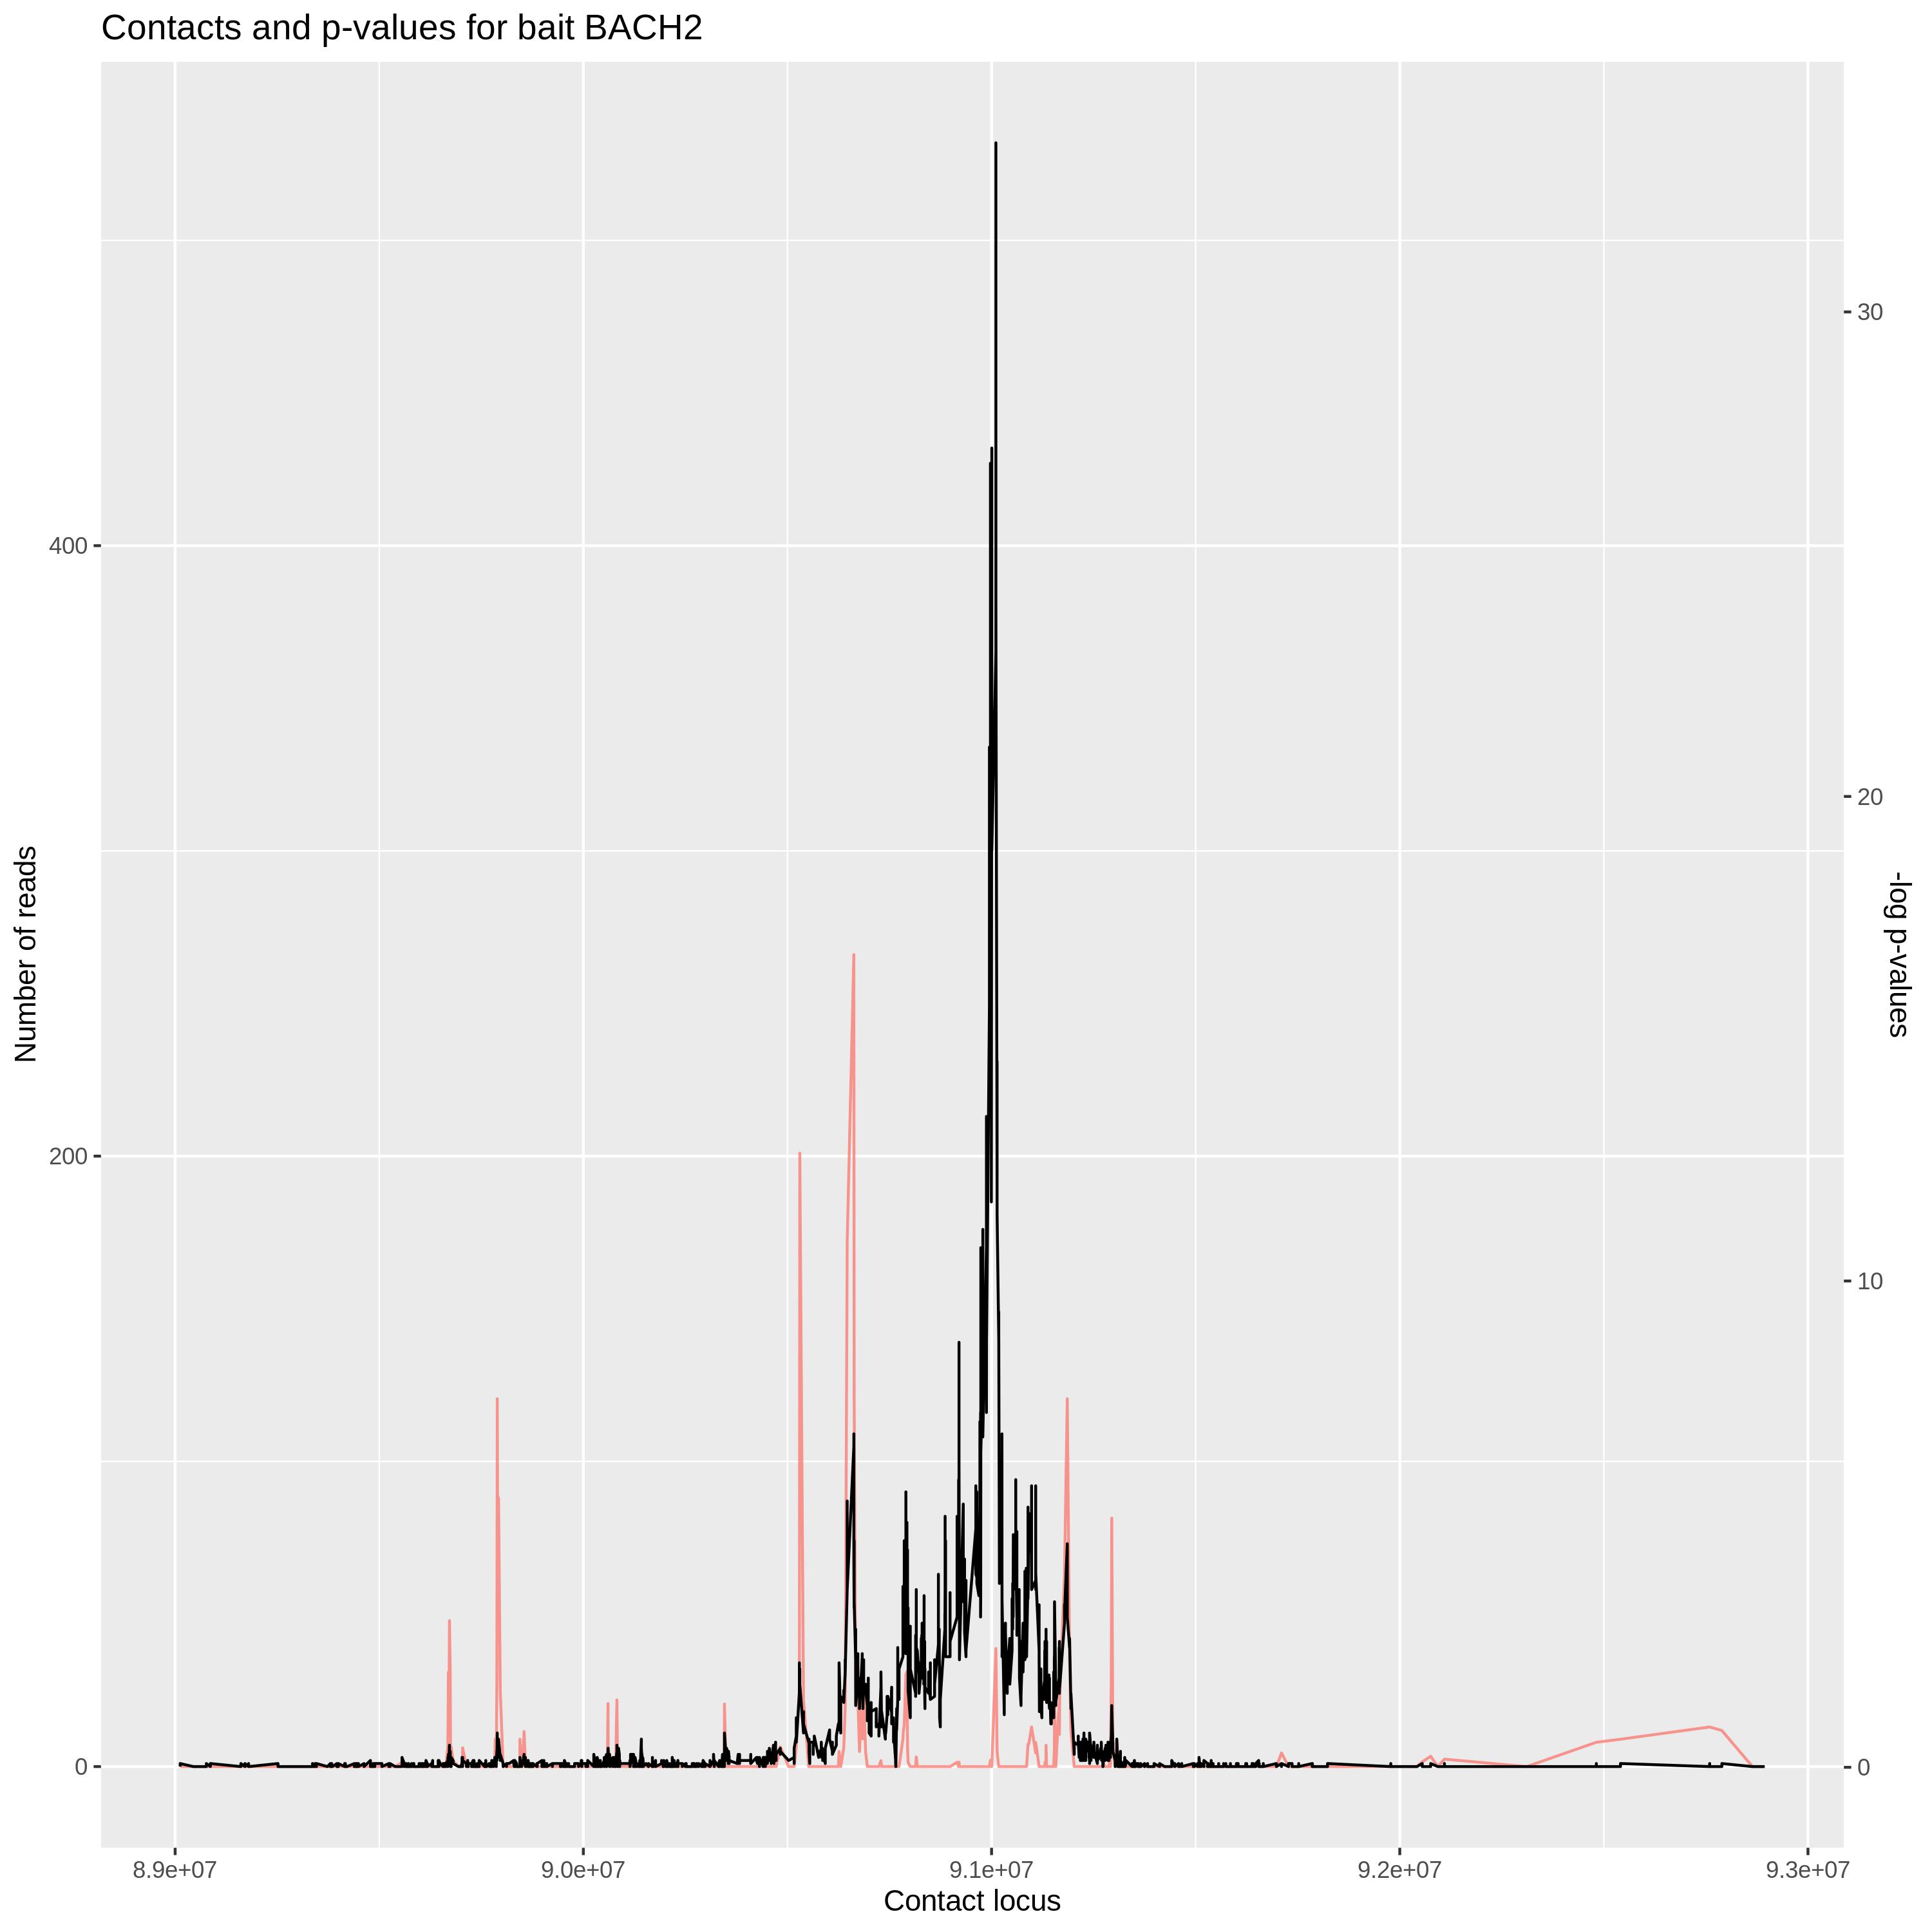 Contacts and p-values for bait BACH2
Number of reads
400
200
0
30
20
10
0
-log p-values
8.9e+07 9.0e+07 9.1e+07 9.2e+07 9.3e+07
Contact locus